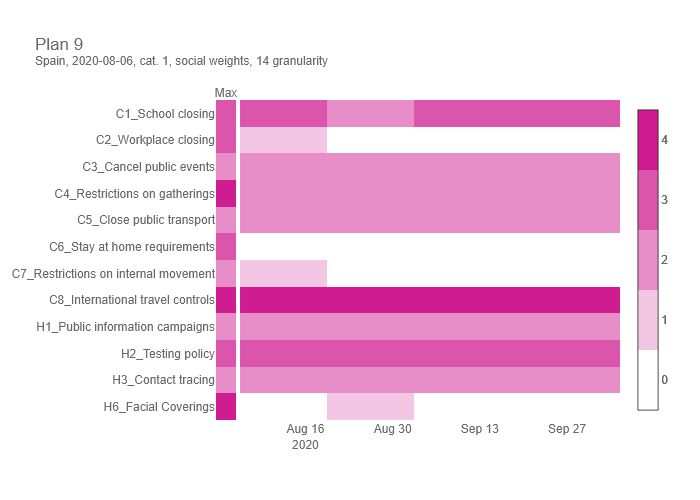 Plan 9
Spain, 2020-08-06, cat. 1, social weights, 14 granularity
Max
C1_School closing
C2_Workplace closing
C3_Cancel public events
C4_Restrictions on gatherings
C5_Close public transport
C6_Stay at home requirements
C7_Restrictions on internal movement
C8_International travel controls
H1_Public information campaigns
H2_Testing policy
H3_Contact tracing
H6_Facial Coverings
Aug 16 Aug 30 Sep 13 Sep 27
2020
4
3
2
1
0